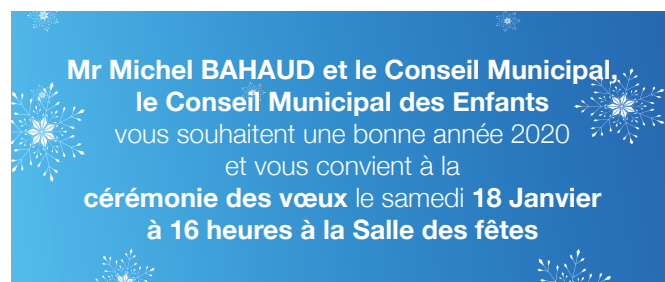 Mr Michel BAHAUD et le Conseil Municipal,
le Conseil Municipal des Enfants
vous souhaitent une bonne année 2020
et vous convient à la
cérémonie des vœux le samedi 18 Janvier
à 16 heures à la Salle des fêtes